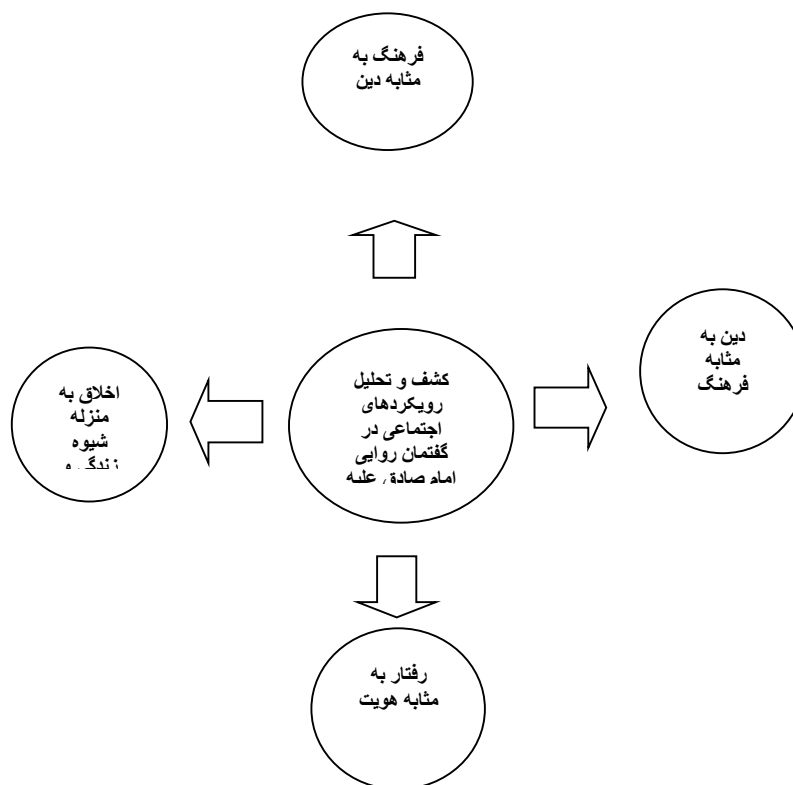 فرهنگ به
مثابه دین
دین به
مثابه
فرهنگ
کشف و تحلیل
رویکردهای
اجتماعی در
گفتمان روایی
امام صادق علیه
اخلاق به
منزله
شیوه
زندگی و
رفتار به
مثابه هویت